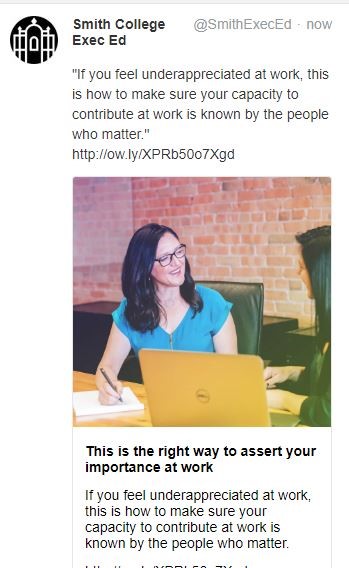 Smith College @SmithExecEd · now
Exec Ed
"If you feel underappreciated at work, this
is how to make sure your capacity to
contribute at work is known by the people
who matter."
http://ow.ly/XPRb50o7Xgd
DELL
This is the right way to assert your
importance at work
If you feel underappreciated at work,
this is how to make sure your
capacity to contribute at work is
known by the people who matter.